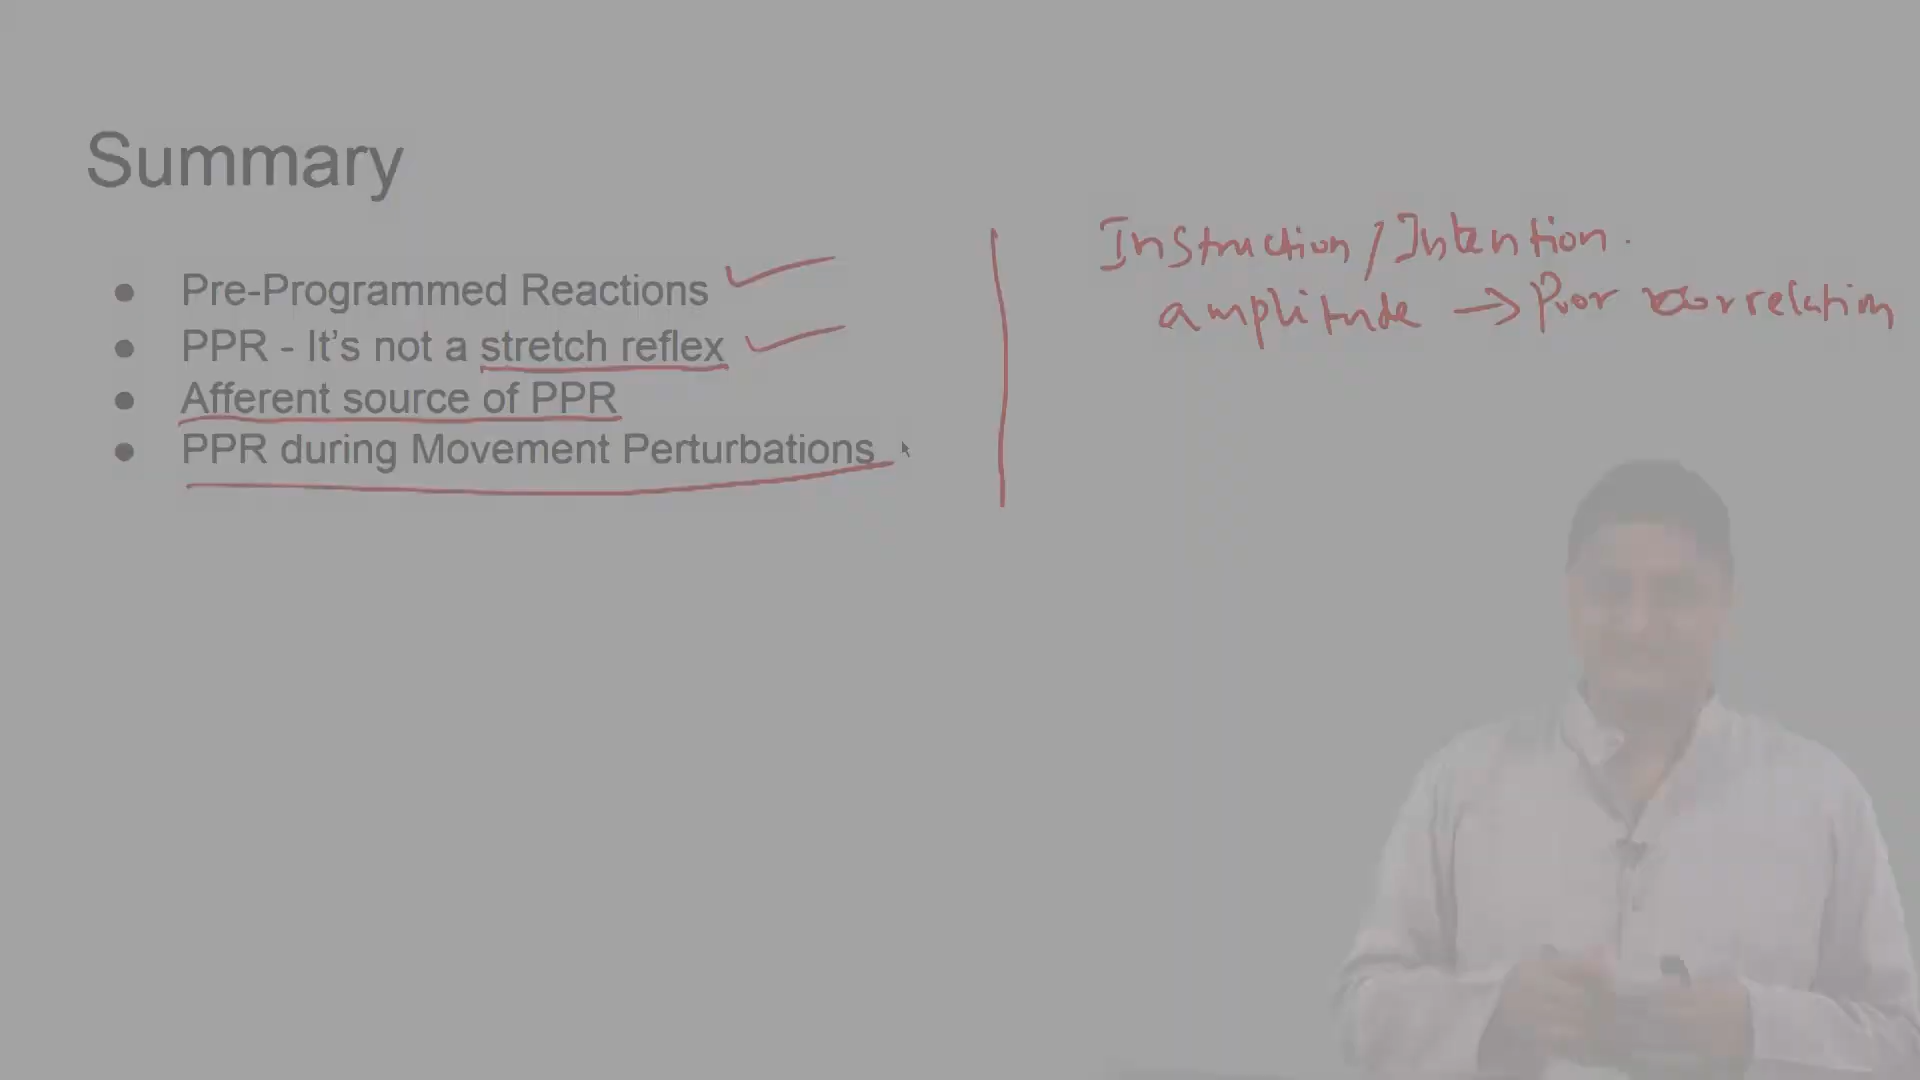 Summary
● Pre-Programmed Reactions
● PPR - It's not a stretch reflex
● Afferent source of PPR
● PPR during Movement Perturbations
Instruction / Intention.
amplitude → Poor correlation